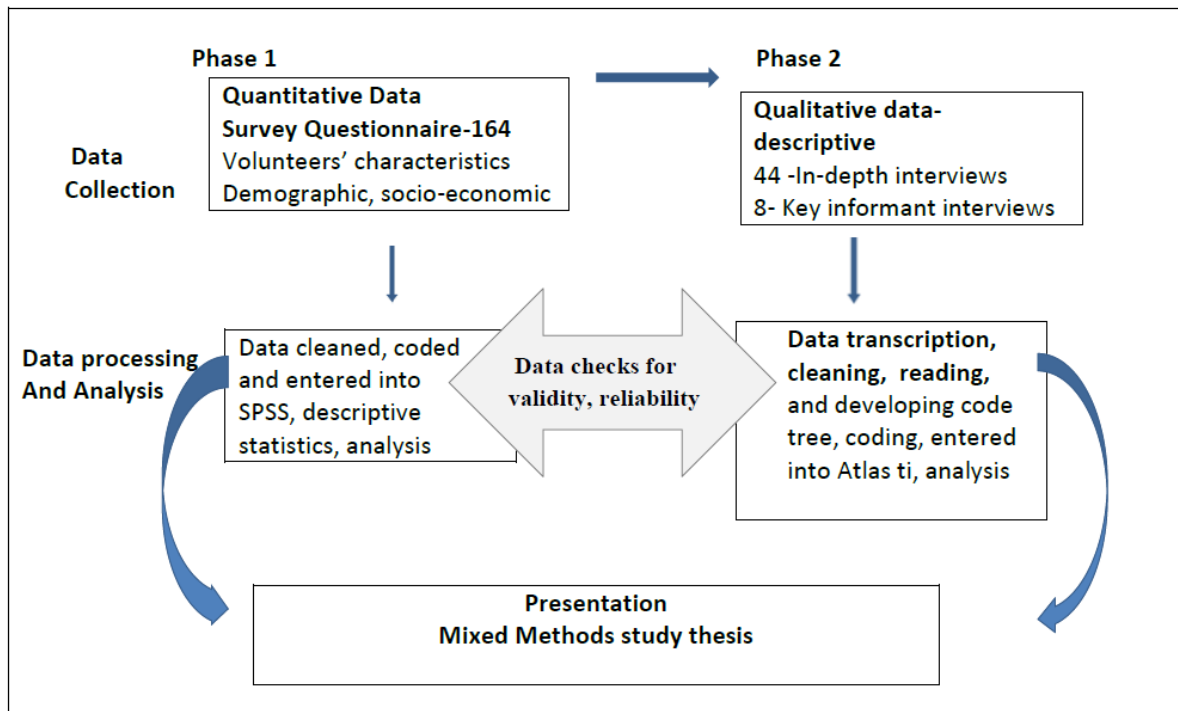 Phase 1
Phase 2
Data
Collection
Quantitative Data
Survey Questionnaire-164
Volunteers’ characteristics
Demographic, socio-economic
Qualitative data-
descriptive
44 -In-depth interviews
8- Key informant interviews
Data processing
And Analysis
Data cleaned, coded
and entered into
SPSS, descriptive
statistics, analysis
Data checks for
validity, reliability
Data transcription,
cleaning, reading,
and developing code
tree, coding, entered
into Atlas ti, analysis
Presentation
Mixed Methods study thesis